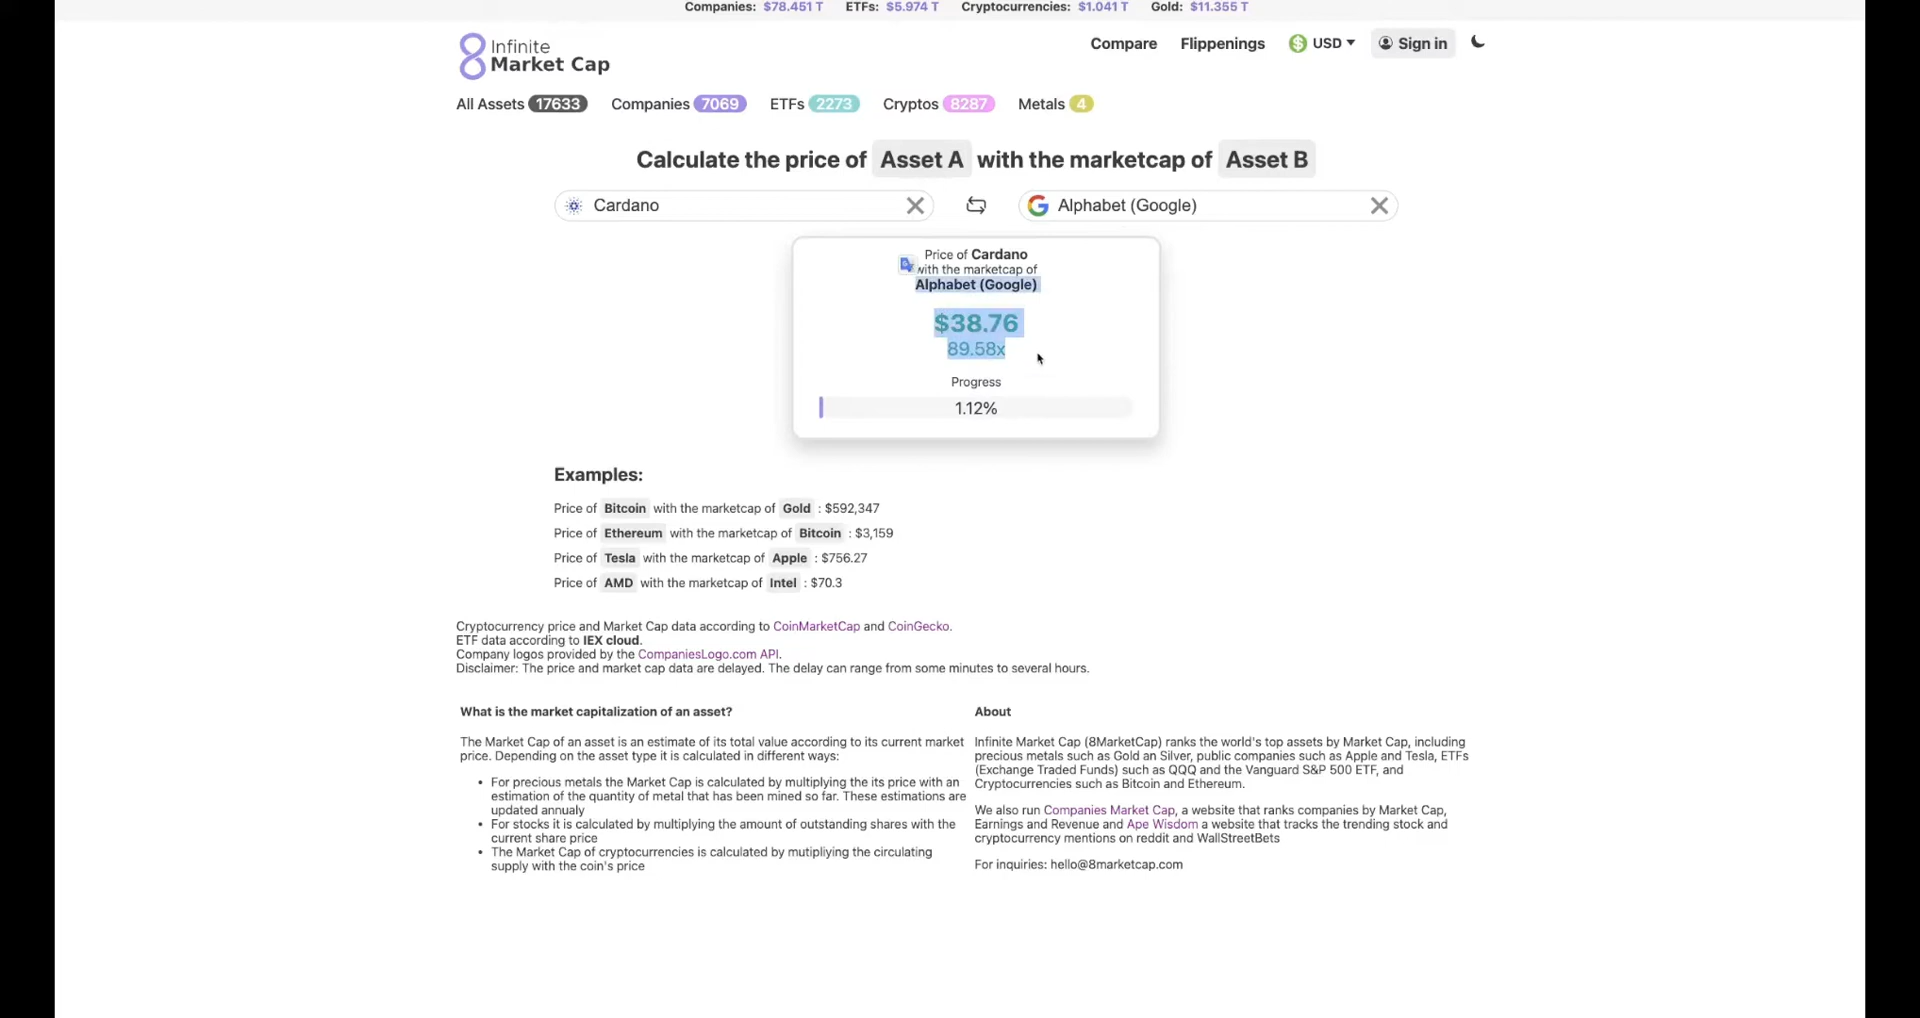 Companies: $78.451 T ETFs: $5.974 T Cryptocurrencies: $1.041 T Gold: $11.355 T
Infinite
Market Cap
Compare Flippenings USD Sign in
All Assets 17633 Companies 7069 ETFs 2273 Cryptos 8287 Metals 4
Calculate the price of Asset A with the marketcap of Asset B
Cardano
Alphabet (Google)
Price of Cardano
with the marketcap of
Alphabet (Google)
$38.76
89.58x
Progress
1.12%
Examples:
Price of Bitcoin with the marketcap of Gold : $592,347
Price of Ethereum with the marketcap of Bitcoin : $3,159
Price of Tesla with the marketcap of Apple : $756.27
Price of AMD with the marketcap of Intel : $70.3
Cryptocurrency price and Market Cap data according to CoinMarketCap and CoinGecko.
ETF data according to IEX cloud.
Company logos provided by the CompaniesLogo.com API.
Disclaimer: The price and market cap data are delayed. The delay can range from some minutes to several hours.
What is the market capitalization of an asset?
The Market Cap of an asset is an estimate of its total value according to its current market
price. Depending on the asset type it is calculated in different ways:
• For precious metals the Market Cap is calculated by multiplying the its price with an
estimation of the quantity of metal that has been mined so far. These estimations are
updated annualy
• For stocks it is calculated by multiplying the amount of outstanding shares with the
current share price
• The Market Cap of cryptocurrencies is calculated by mutipliying the circulating
supply with the coin's price
About
Infinite Market Cap (8MarketCap) ranks the world's top assets by Market Cap, including
precious metals such as Gold an Silver, public companies such as Apple and Tesla, ETFs
(Exchange Traded Funds) such as QQQ and the Vanguard S&P 500 ETF, and
Cryptocurrencies such as Bitcoin and Ethereum.
We also run Companies Market Cap, a website that ranks companies by Market Cap,
Earnings and Revenue and Ape Wisdom a website that tracks the trending stock and
cryptocurrency mentions on reddit and WallStreetBets
For inquiries: hello@8marketcap.com